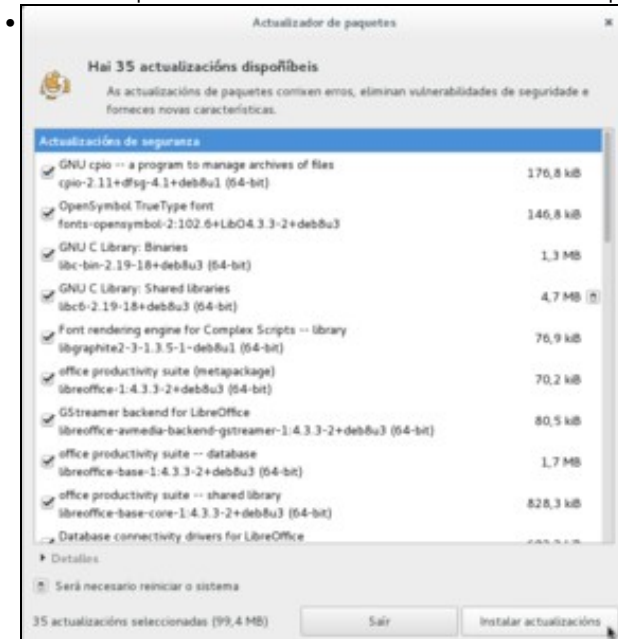 Actualizador de paquetes
Hai 35 actualizacións dispoñíbeis
As actualizacións de paquetes corrixen erros, eliminan vulnerabilidades de seguridade e
forneces novas características.
Actualizacións de seguranza
GNU cpio -- a program to manage archives of files
cpio-2.11+dfsg-4.1+deb8u1 (64-bit)
176,8 kB
OpenSymbol TrueType font
fonts-opensymbol-2:102.6+LibO4.3.3-2+deb8u3
146,8 kB
GNU C Library: Binaries
libc-bin-2.19-18+deb8u3 (64-bit)
1,3 MB
GNU C Library: Shared libraries
libc6-2.19-18+deb8u3 (64-bit)
4,7 MB
Font rendering engine for Complex Scripts -- library
libgraphite2-3-1.3.5-1~deb8u1 (64-bit)
76,9 kB
office productivity suite (metapackage)
libreoffice-1:4.3.3-2+deb8u3 (64-bit)
70,2 kB
GStreamer backend for LibreOffice
libreoffice-avmedia-backend-gstreamer-1:4.3.3-2+deb8u3 (64-bit)
80,5 kB
office productivity suite -- database
libreoffice-base-1:4.3.3-2+deb8u3 (64-bit)
1,7 MB
office productivity suite -- shared library
libreoffice-base-core-1:4.3.3-2+deb8u3 (64-bit)
828,3 kB
Database connectivity drivers for LibreOffice
Detalles
Será necesario reiniciar o sistema
35 actualizacións seleccionadas (99,4 MB)
Saír
Instalar actualizacións